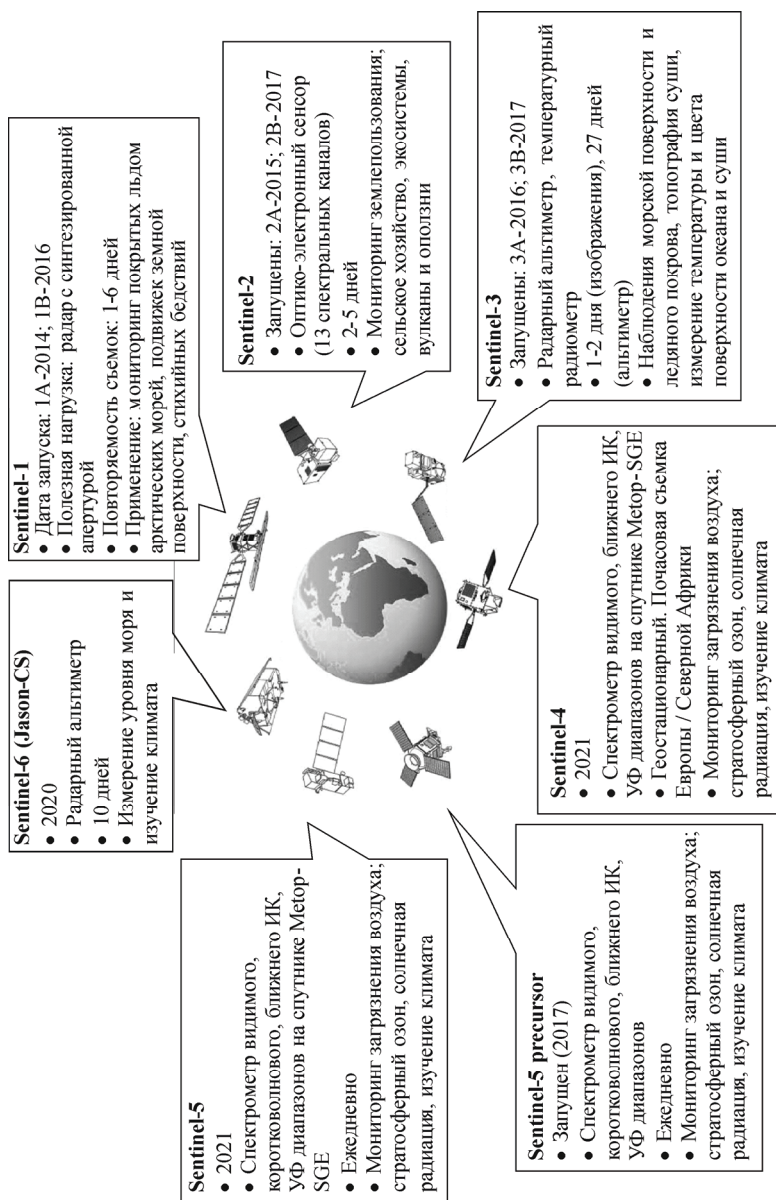 Sentinel-6 (Jason-CS)
• 2020
• Радарный альтиметр
• 10 дней
• Измерение уровня моря и
изучение климата
Sentinel-1
• Дата запуска: 1A-2014; 1B-2016
• Полезная нагрузка: радар с синтезированной
апертурой
• Повторяемость съемок: 1-6 дней
• Применение: мониторинг покрытых льдом
арктических морей, подвижек земной
поверхности, стихийных бедствий
Sentinel-2
• Запущены: 2A-2015; 2B-2017
• Оптико-электронный сенсор
(13 спектральных каналов)
• 2-5 дней
• Мониторинг землепользования;
сельское хозяйство, экосистемы,
вулканы и оползни
Sentinel-3
• Запущены: 3A-2016; 3B-2017
• Радарный альтиметр, температурный
радиометр
• 1-2 дня (изображения), 27 дней
(альтиметр)
• Наблюдения морской поверхности и
ледяного покрова, топография суши,
измерение температуры и цвета
поверхности океана и суши
Sentinel-4
• 2021
• Спектрометр видимого, ближнего ИК,
УФ диапазонов на спутнике Metop-SGE
• Геостационарный. Почасовая съемка
Европы / Северной Африки
• Мониторинг загрязнения воздуха;
стратосферный озон, солнечная
радиация, изучение климата
Sentinel-5
• 2021
• Спектрометр видимого,
коротковолнового, ближнего ИК,
УФ диапазонов на спутнике Metop-
SGE
• Ежедневно
• Мониторинг загрязнения воздуха;
стратосферный озон, солнечная
радиация, изучение климата
Sentinel-5 precursor
• Запущен (2017)
• Спектрометр видимого,
коротковолнового, ближнего ИК,
УФ диапазонов
• Ежедневно
• Мониторинг загрязнения воздуха;
стратосферный озон, солнечная
радиация, изучение климата